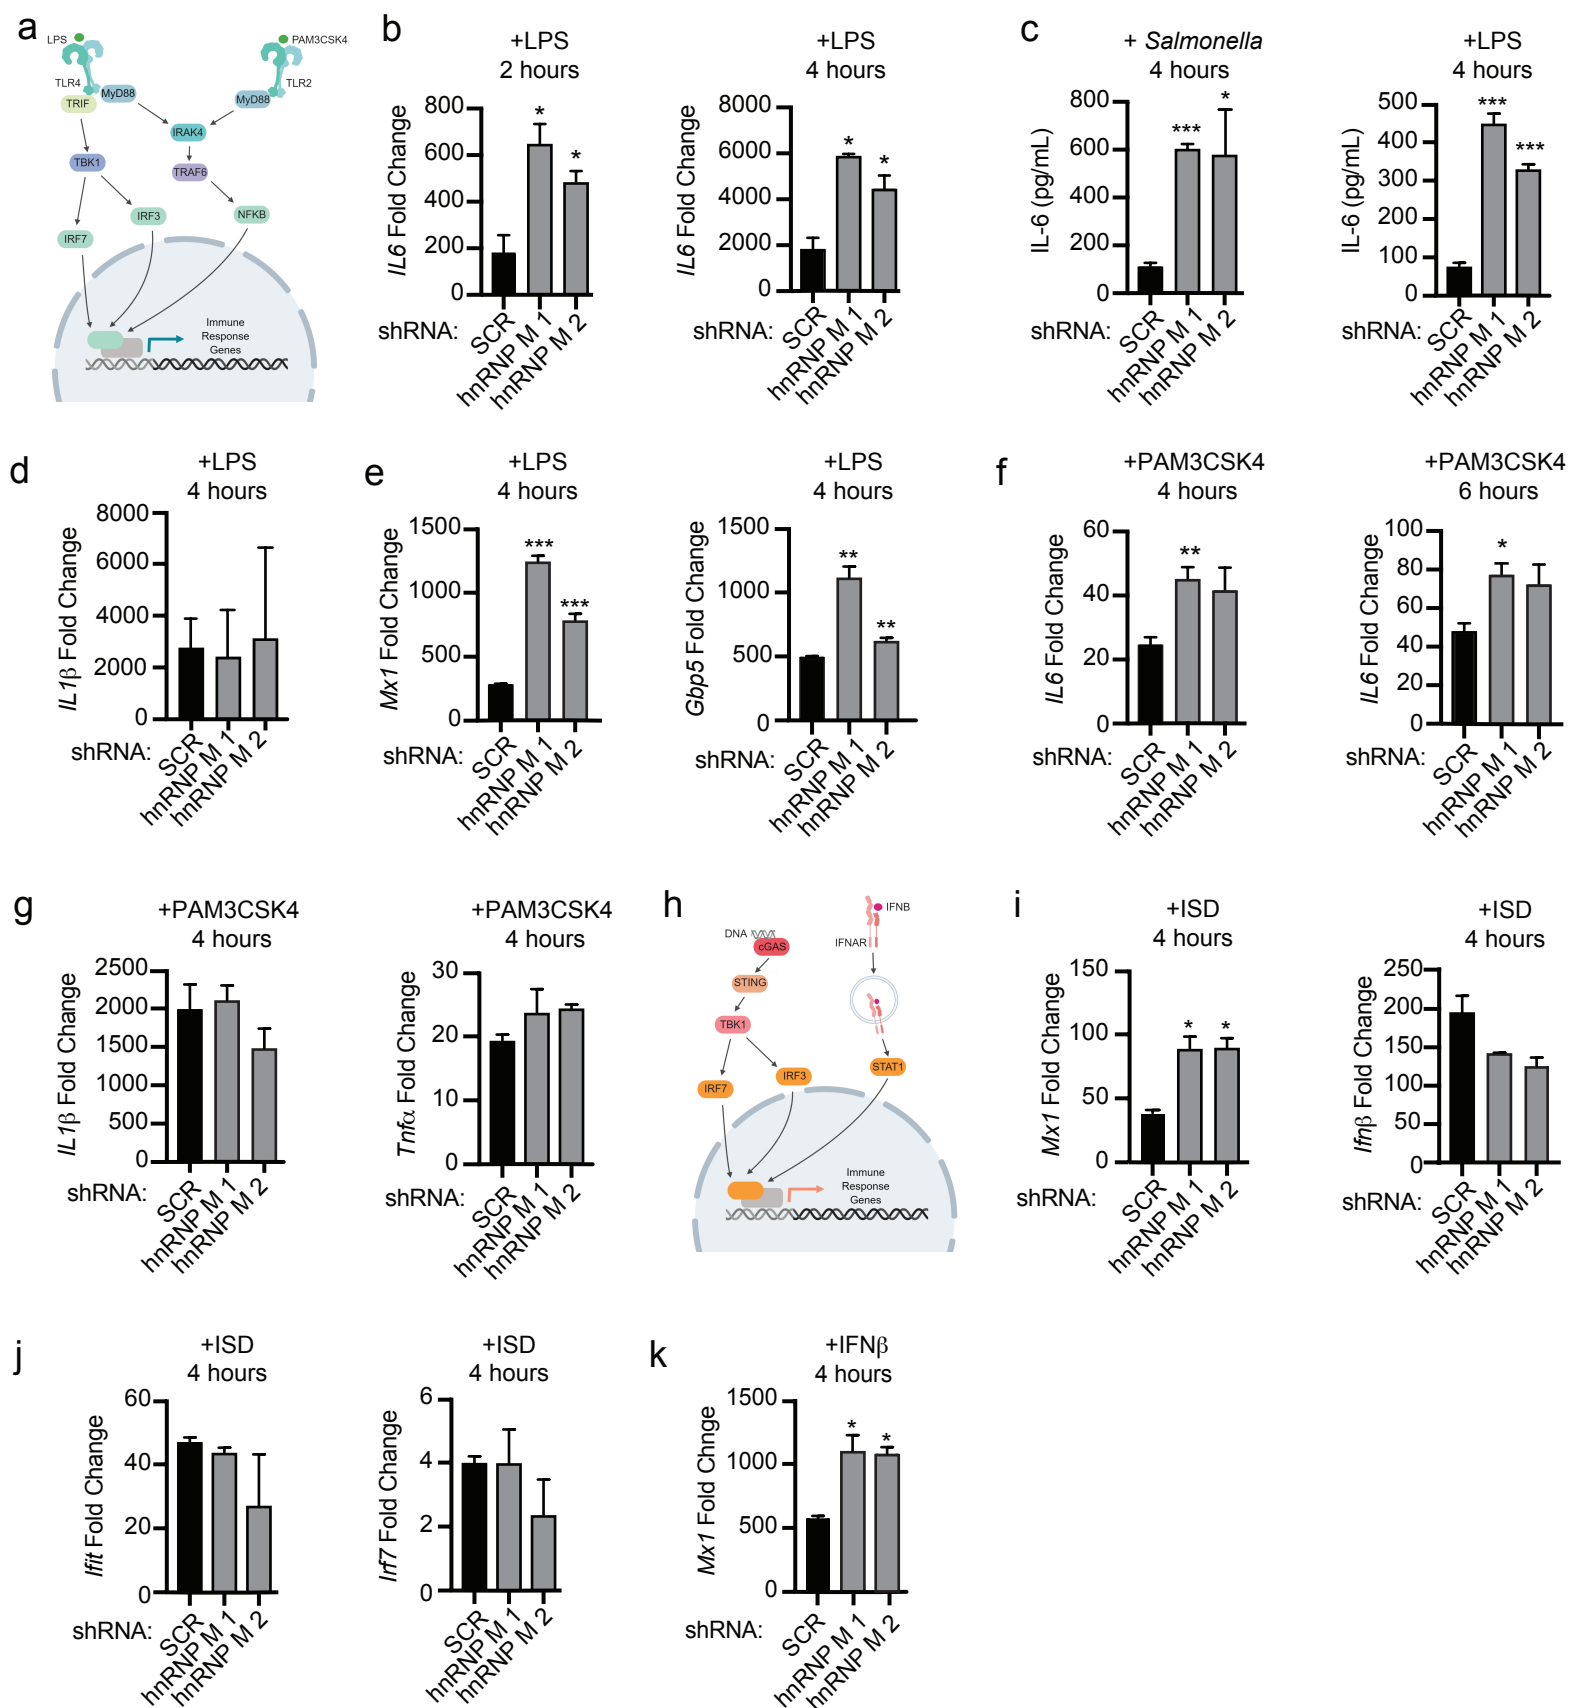 a
LPS
PAM3CSK4
TLR4
TLR2
TRIF
MyD88
MyD88
IRAK4
TBK1
TRAF6
IRF3
NFKB
IRF7
Immune
Response
Genes
b
+LPS
2 hours
IL6 Fold Change
800
600
400
200
0
shRNA:
SCR
hnRNP M 1
hnRNP M 2
*
*
+LPS
4 hours
IL6 Fold Change
8000
6000
4000
2000
0
SCR
hnRNP M 1
hnRNP M 2
*
*
c
+ Salmonella
4 hours
IL-6 (pg/mL)
800
600
400
200
0
shRNA:
SCR
hnRNP M 1
hnRNP M 2
***
*
+LPS
4 hours
IL-6 (pg/mL)
500
400
300
200
100
0
shRNA:
SCR
hnRNP M 1
hnRNP M 2
***
***
d
+LPS
4 hours
IL1β Fold Change
8000
6000
4000
2000
0
shRNA:
SCR
hnRNP M 1
hnRNP M 2
e
+LPS
4 hours
Mx1 Fold Change
1500
1000
500
0
shRNA:
SCR
hnRNP M 1
hnRNP M 2
***
***
+LPS
4 hours
Gbp5 Fold Change
1500
1000
500
0
shRNA:
SCR
hnRNP M 1
hnRNP M 2
**
**
f
+PAM3CSK4
4 hours
IL6 Fold Change
60
40
20
0
shRNA:
SCR
hnRNP M 1
hnRNP M 2
**
+PAM3CSK4
6 hours
IL6 Fold Change
100
80
60
40
20
0
shRNA:
SCR
hnRNP M 1
hnRNP M 2
*
g
+PAM3CSK4
4 hours
IL1β Fold Change
2500
2000
1500
1000
500
0
shRNA:
SCR
hnRNP M 1
hnRNP M 2
+PAM3CSK4
4 hours
Tnfα Fold Change
30
20
10
0
shRNA:
SCR
hnRNP M 1
hnRNP M 2
h
DNA
cGAS
IFNB
IFNAR
STING
TBK1
IRF7
IRF3
STAT1
Immune
Response
Genes
i
+ISD
4 hours
Mx1 Fold Change
150
100
50
0
shRNA:
SCR
hnRNP M 1
hnRNP M 2
*
*
+ISD
4 hours
Ifnβ Fold Change
250
200
150
100
50
0
shRNA:
SCR
hnRNP M 1
hnRNP M 2
j
+ISD
4 hours
Ifit Fold Change
60
40
20
0
shRNA:
SCR
hnRNP M 1
hnRNP M 2
+ISD
4 hours
Irf7 Fold Change
6
4
2
0
SCR
hnRNP M 1
hnRNP M 2
k
+IFNβ
4 hours
Mx1 Fold Chnge
1500
1000
500
0
shRNA:
SCR
hnRNP M 1
hnRNP M 2
*
*